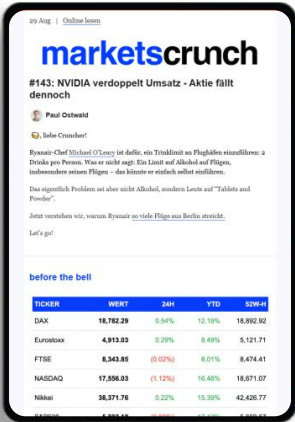 29 Aug | Online lesen
marketscrunch
#143: NVIDIA verdoppelt Umsatz - Aktie fällt
dennoch
Paul Ostwald
, liebe Cruncher!
Ryanair-Chef Michael O'Leary ist dafür, ein Trinklimit an Flughäfen einzuführen: 2
Drinks pro Person. Was er nicht sagt: Ein Limit auf Alkohol auf Flügen,
insbesondere seinen Flügen – das könnte er einfach selbst einführen.
Das eigentlich Problem sei aber nicht Alkohol, sondern Leute auf "Tablets and
Powder".
Jetzt verstehen wir, warum Ryanair so viele Flüge aus Berlin streicht.
Let's go!
before the bell
TICKER WERT 24H YTD 52W-H
DAX 18,782.29 0.54% 12.19% 18,892.92
Eurostoxx 4,913.03 0.29% 8.49% 5,121.71
FTSE 8,343.85 (0.02%) 8.01% 8,474.41
NASDAQ 17,556.03 (1.12%) 16.46% 18,671.07
Nikkei 38,371.76 0.22% 15.39% 42,426.77